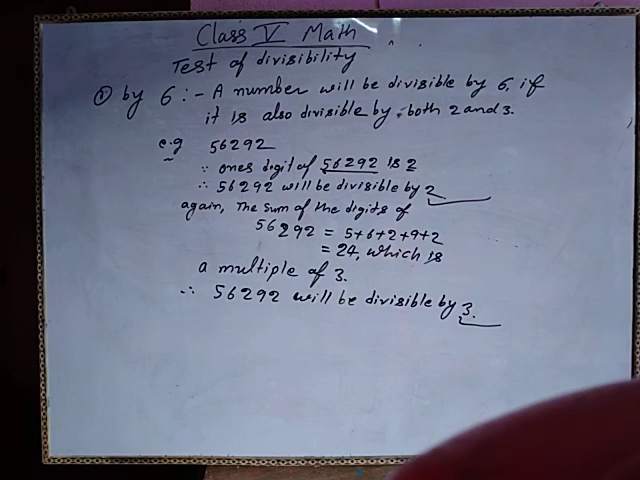 Class V Math
Test of divisibility
① by 6 :- A number will be divisible by 6, if
it is also divisible by both 2 and 3.
e.g 56292
∵ ones digit of 56292 is 2
∴ 56292 will be divisible by 2.
again, The sum of the digits of
56292 = 5+6+2+9+2
= 24, which is
a multiple of 3.
∴ 56292 will be divisible by 3.